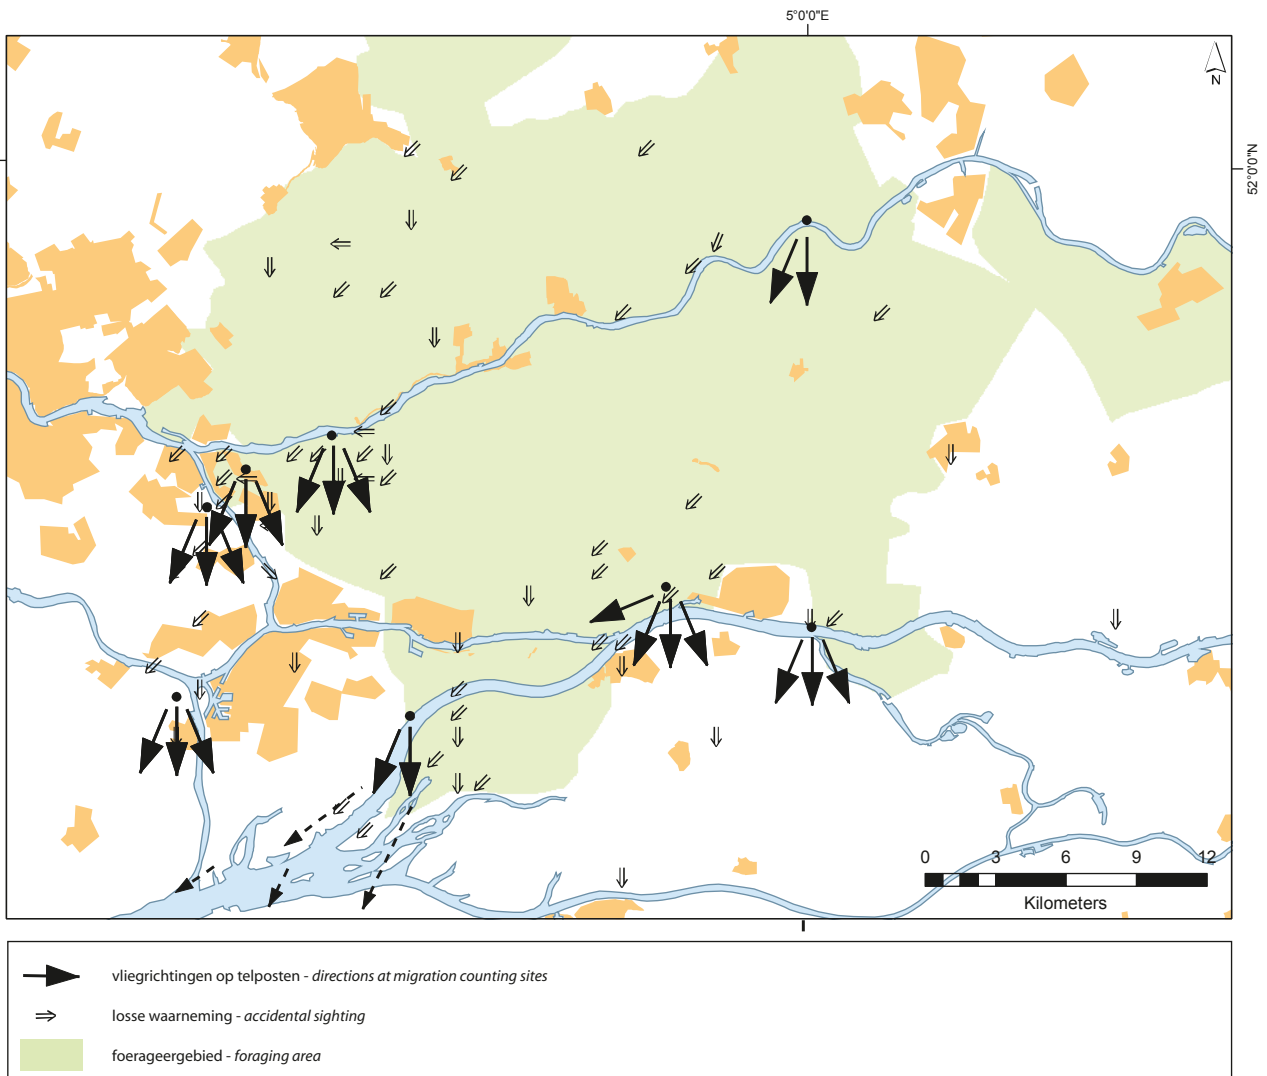 5°0'0"E
N
52°0'0"N
0 3 6 9 12
Kilometers
vliegrichtingen op telposten - directions at migration counting sites
losse waarneming - accidental sighting
foerageergebied - foraging area